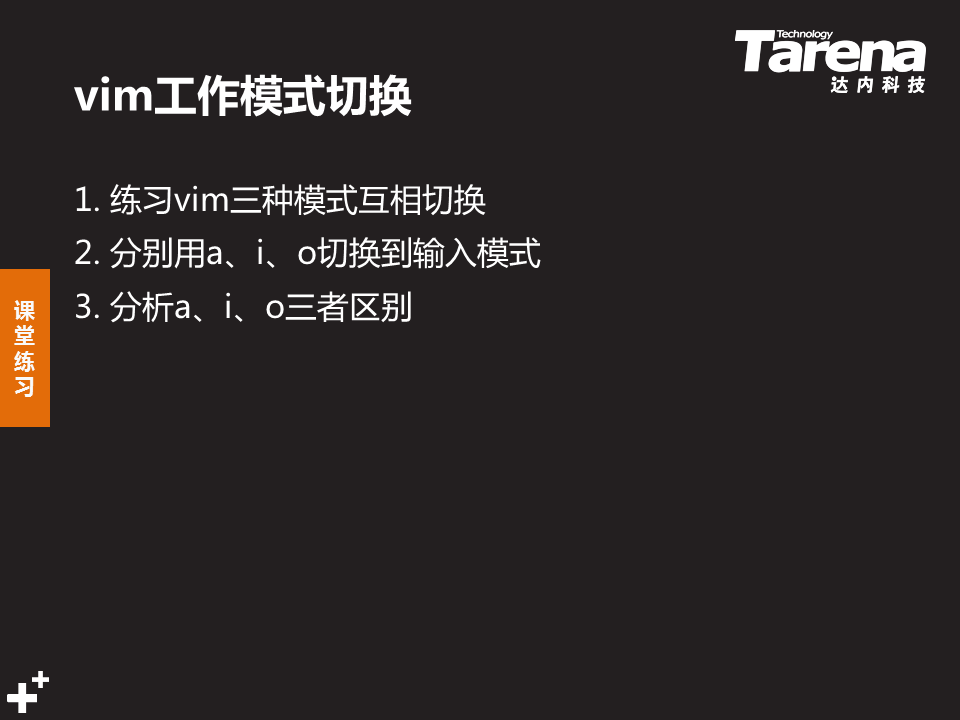 Technology
Tarena
达内科技
vim工作模式切换
1. 练习vim三种模式互相切换
2. 分别用a、i、o切换到输入模式
3. 分析a、i、o三者区别
课
堂
练
习